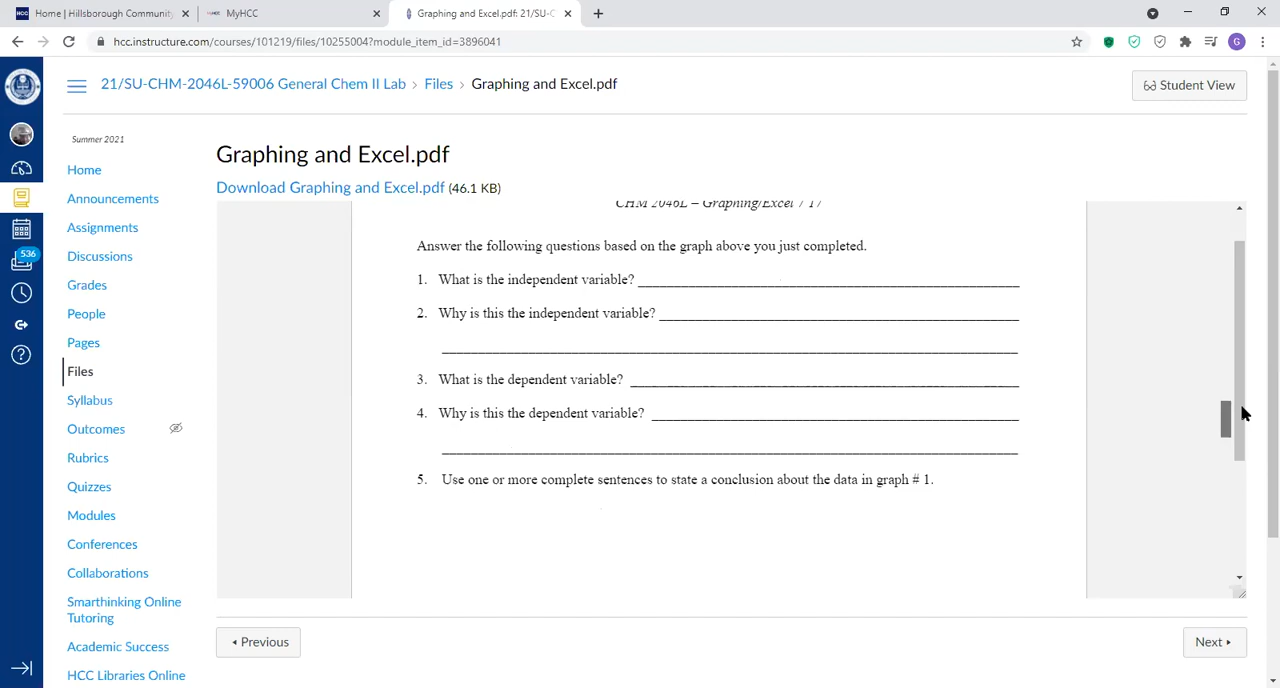 Home | Hillsborough Community
MyHCC
Graphing and Excel.pdf: 21/SU-C
hcc.instructure.com/courses/101219/files/10255004?module_item_id=3896041
G
21/SU-CHM-2046L-59006 General Chem II Lab > Files > Graphing and Excel.pdf
Student View
Summer 2021
Home
Announcements
Assignments
Discussions
Grades
People
Pages
Files
Syllabus
Outcomes
Rubrics
Quizzes
Modules
Conferences
Collaborations
Smarthinking Online
Tutoring
Academic Success
HCC Libraries Online
536
Graphing and Excel.pdf
Download Graphing and Excel.pdf (46.1 KB)
CHM 2046L – Graphing/Excel / 17
Answer the following questions based on the graph above you just completed.
1. What is the independent variable?
2. Why is this the independent variable?
3. What is the dependent variable?
4. Why is this the dependent variable?
5. Use one or more complete sentences to state a conclusion about the data in graph # 1.
Previous
Next